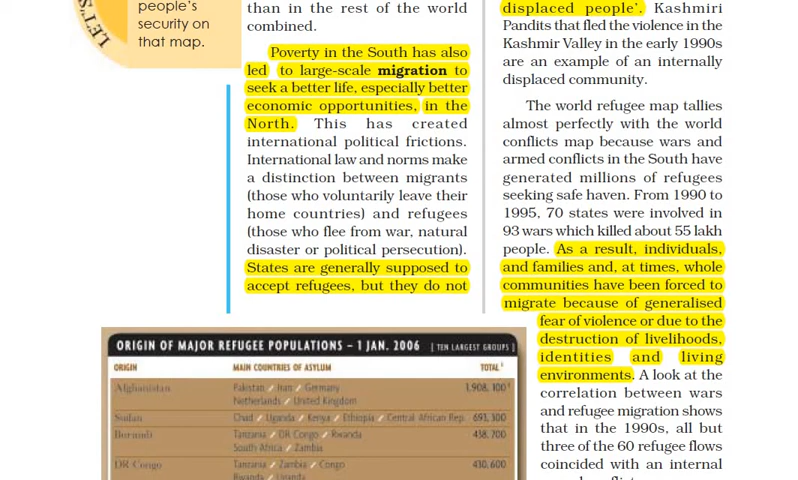 people's
security on
that map.
LET'S
than in the rest of the world
combined.
Poverty in the South has also
led to large-scale migration to
seek a better life, especially better
economic opportunities, in the
North. This has created
international political frictions.
International law and norms make
a distinction between migrants
(those who voluntarily leave their
home countries) and refugees
(those who flee from war, natural
disaster or political persecution).
States are generally supposed to
accept refugees, but they do not
displaced people'. Kashmiri
Pandits that fled the violence in the
Kashmir Valley in the early 1990s
are an example of an internally
displaced community.
The world refugee map tallies
almost perfectly with the world
conflicts map because wars and
armed conflicts in the South have
generated millions of refugees
seeking safe haven. From 1990 to
1995, 70 states were involved in
93 wars which killed about 55 lakh
people. As a result, individuals,
and families and, at times, whole
communities have been forced to
migrate because of generalised
fear of violence or due to the
destruction of livelihoods,
identities and living
environments. A look at the
correlation between wars
and refugee migration shows
that in the 1990s, all but
three of the 60 refugee flows
coincided with an internal
ORIGIN OF MAJOR REFUGEE POPULATIONS – 1 JAN. 2006 [ TEN LARGEST GROUPS ]
ORIGIN MAIN COUNTRIES OF ASYLUM TOTAL
Afghanistan Pakistan / Iran / Germany 1,908,100
Netherlands / United Kingdom
Sudan Chad / Uganda / Kenya / Ethiopia / Central African Rep. 693,300
Burundi Tanzania / DR Congo / Rwanda 438,700
South Africa / Zambia
DR Congo Tanzania / Zambia / Congo 430,600
Rwanda / Uganda